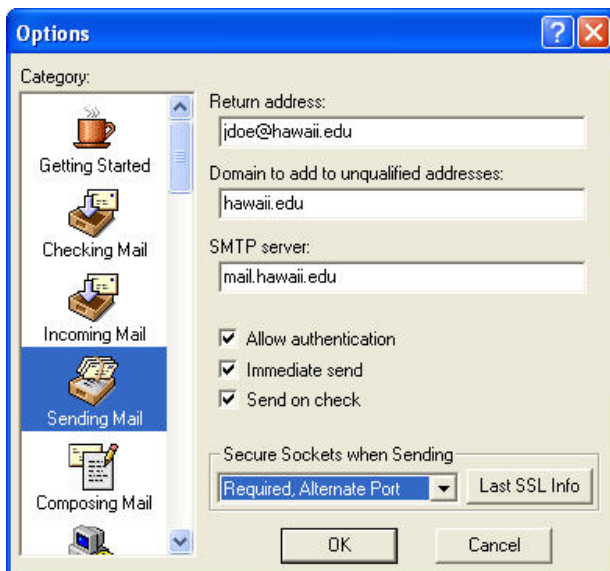 Options
Category:
Getting Started
Checking Mail
Incoming Mail
Sending Mail
Composing Mail
Return address:
jdoe@hawaii.edu
Domain to add to unqualified addresses:
hawaii.edu
SMTP server:
mail.hawaii.edu
Allow authentication
Immediate send
Send on check
Secure Sockets when Sending
Required, Alternate Port
Last SSL Info
OK
Cancel